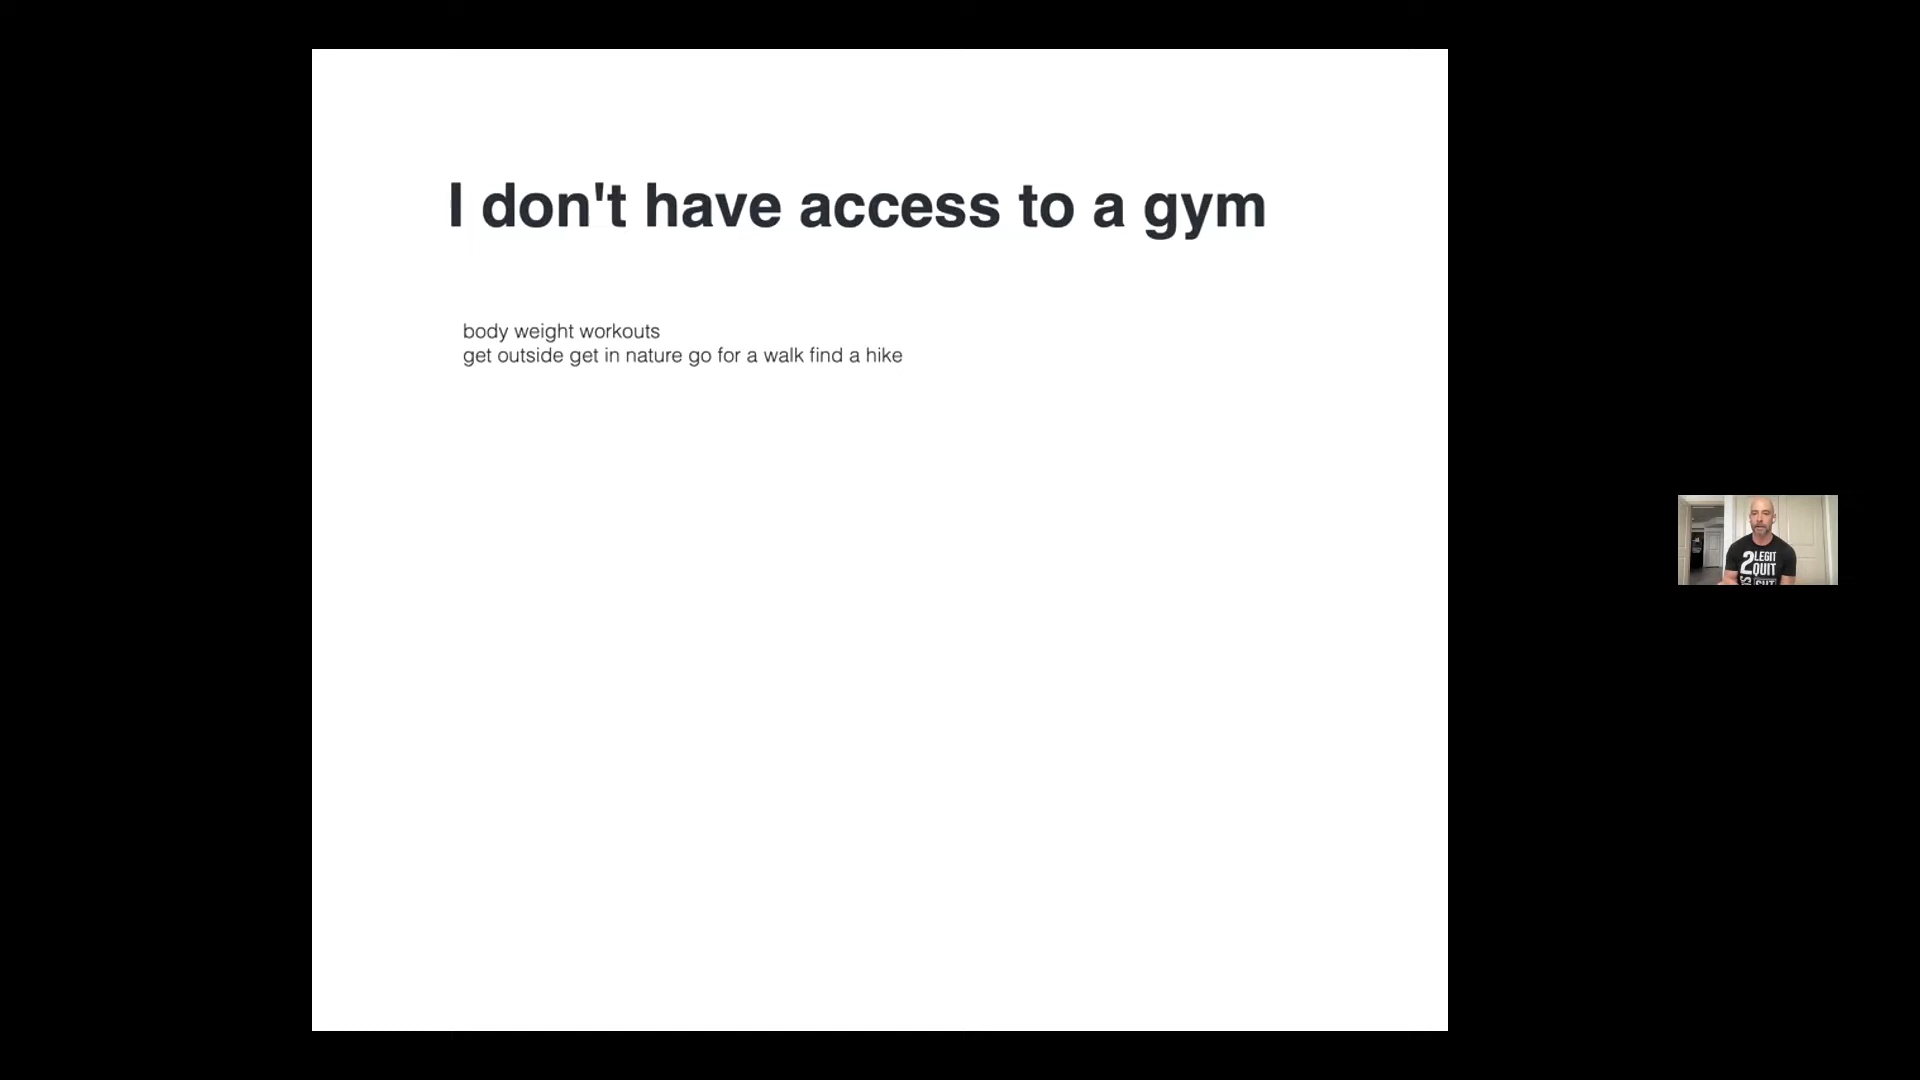 I don't have access to a gym
body weight workouts
get outside get in nature go for a walk find a hike
2 LEGIT
QUIT